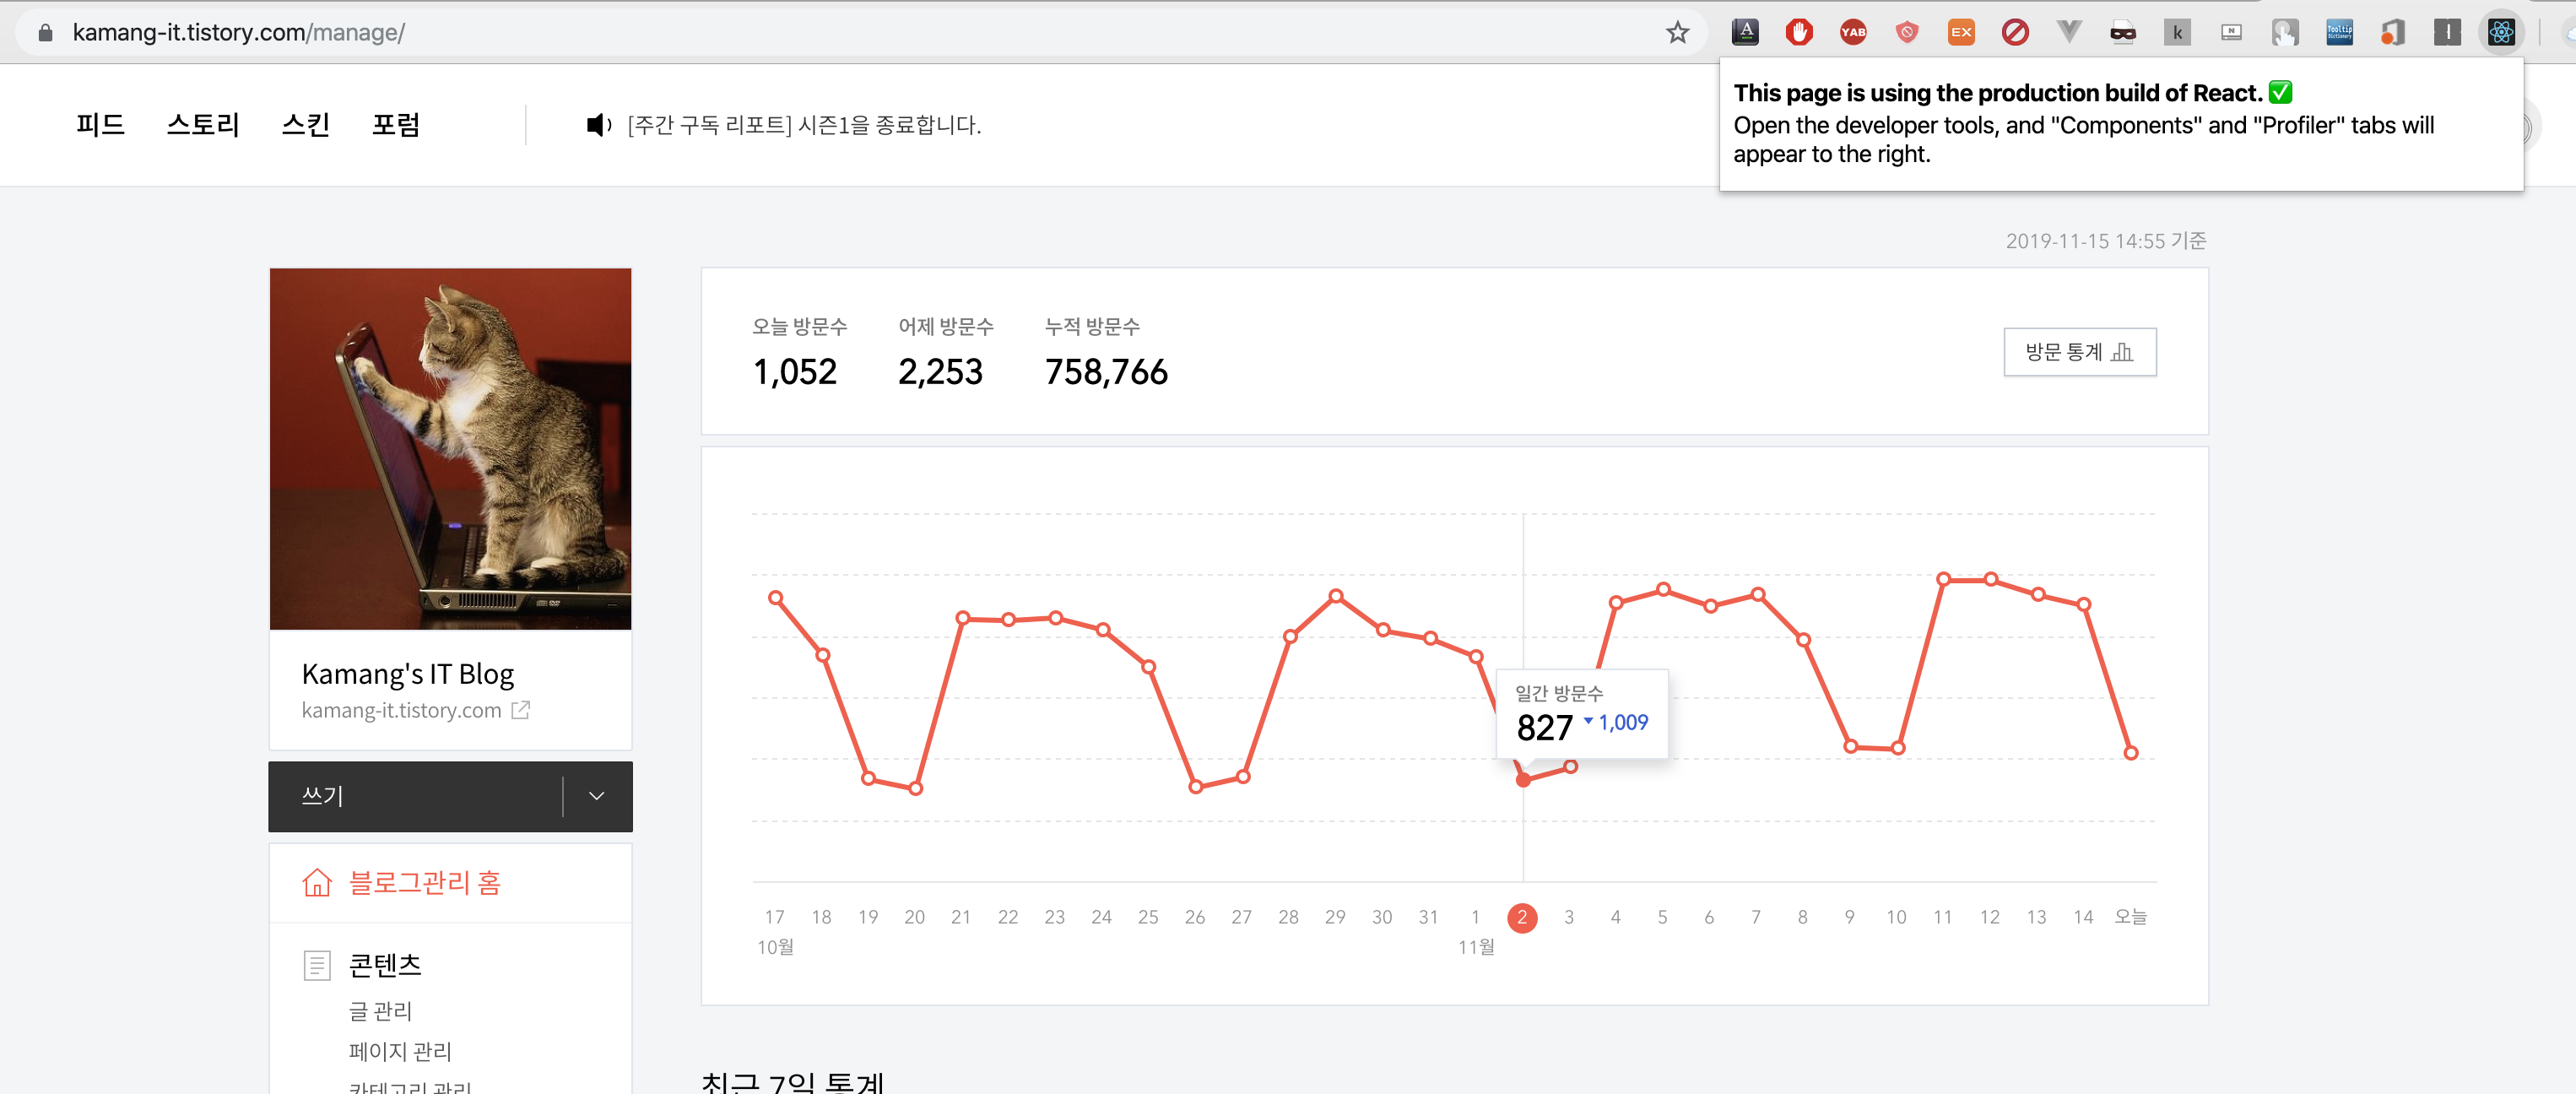 kamang-it.tistory.com/manage/
A
YAB
EX
k
N
Tooltip
Dictionary
This page is using the production build of React. ✅
Open the developer tools, and "Components" and "Profiler" tabs will
appear to the right.
피드 스토리 스킨 포럼
[주간 구독 리포트] 시즌1을 종료합니다.
2019-11-15 14:55 기준
오늘 방문수 어제 방문수 누적 방문수
1,052 2,253 758,766
방문 통계
Kamang's IT Blog
kamang-it.tistory.com
쓰기
블로그관리 홈
콘텐츠
글 관리
페이지 관리
카테고리 관리
일간 방문수
827 ▼ 1,009
17 18 19 20 21 22 23 24 25 26 27 28 29 30 31 1 2 3 4 5 6 7 8 9 10 11 12 13 14 오늘
10월 11월
최근 7일 통계